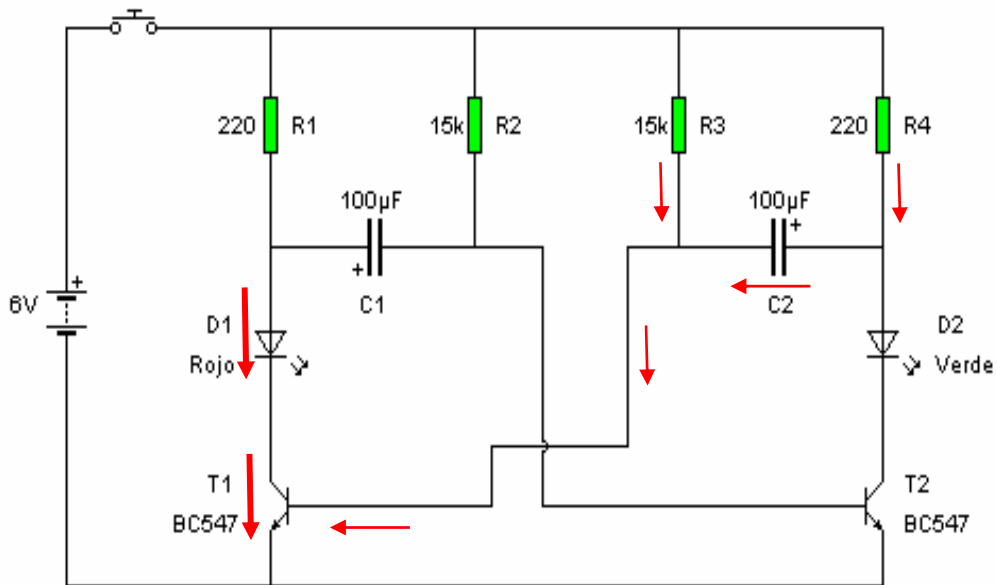 220 R1
15k R2
15k R3
220 R4
100µF
+
C1
100µF
+
C2
6V
+
D1
Rojo
D2
Verde
T1
BC547
T2
BC547